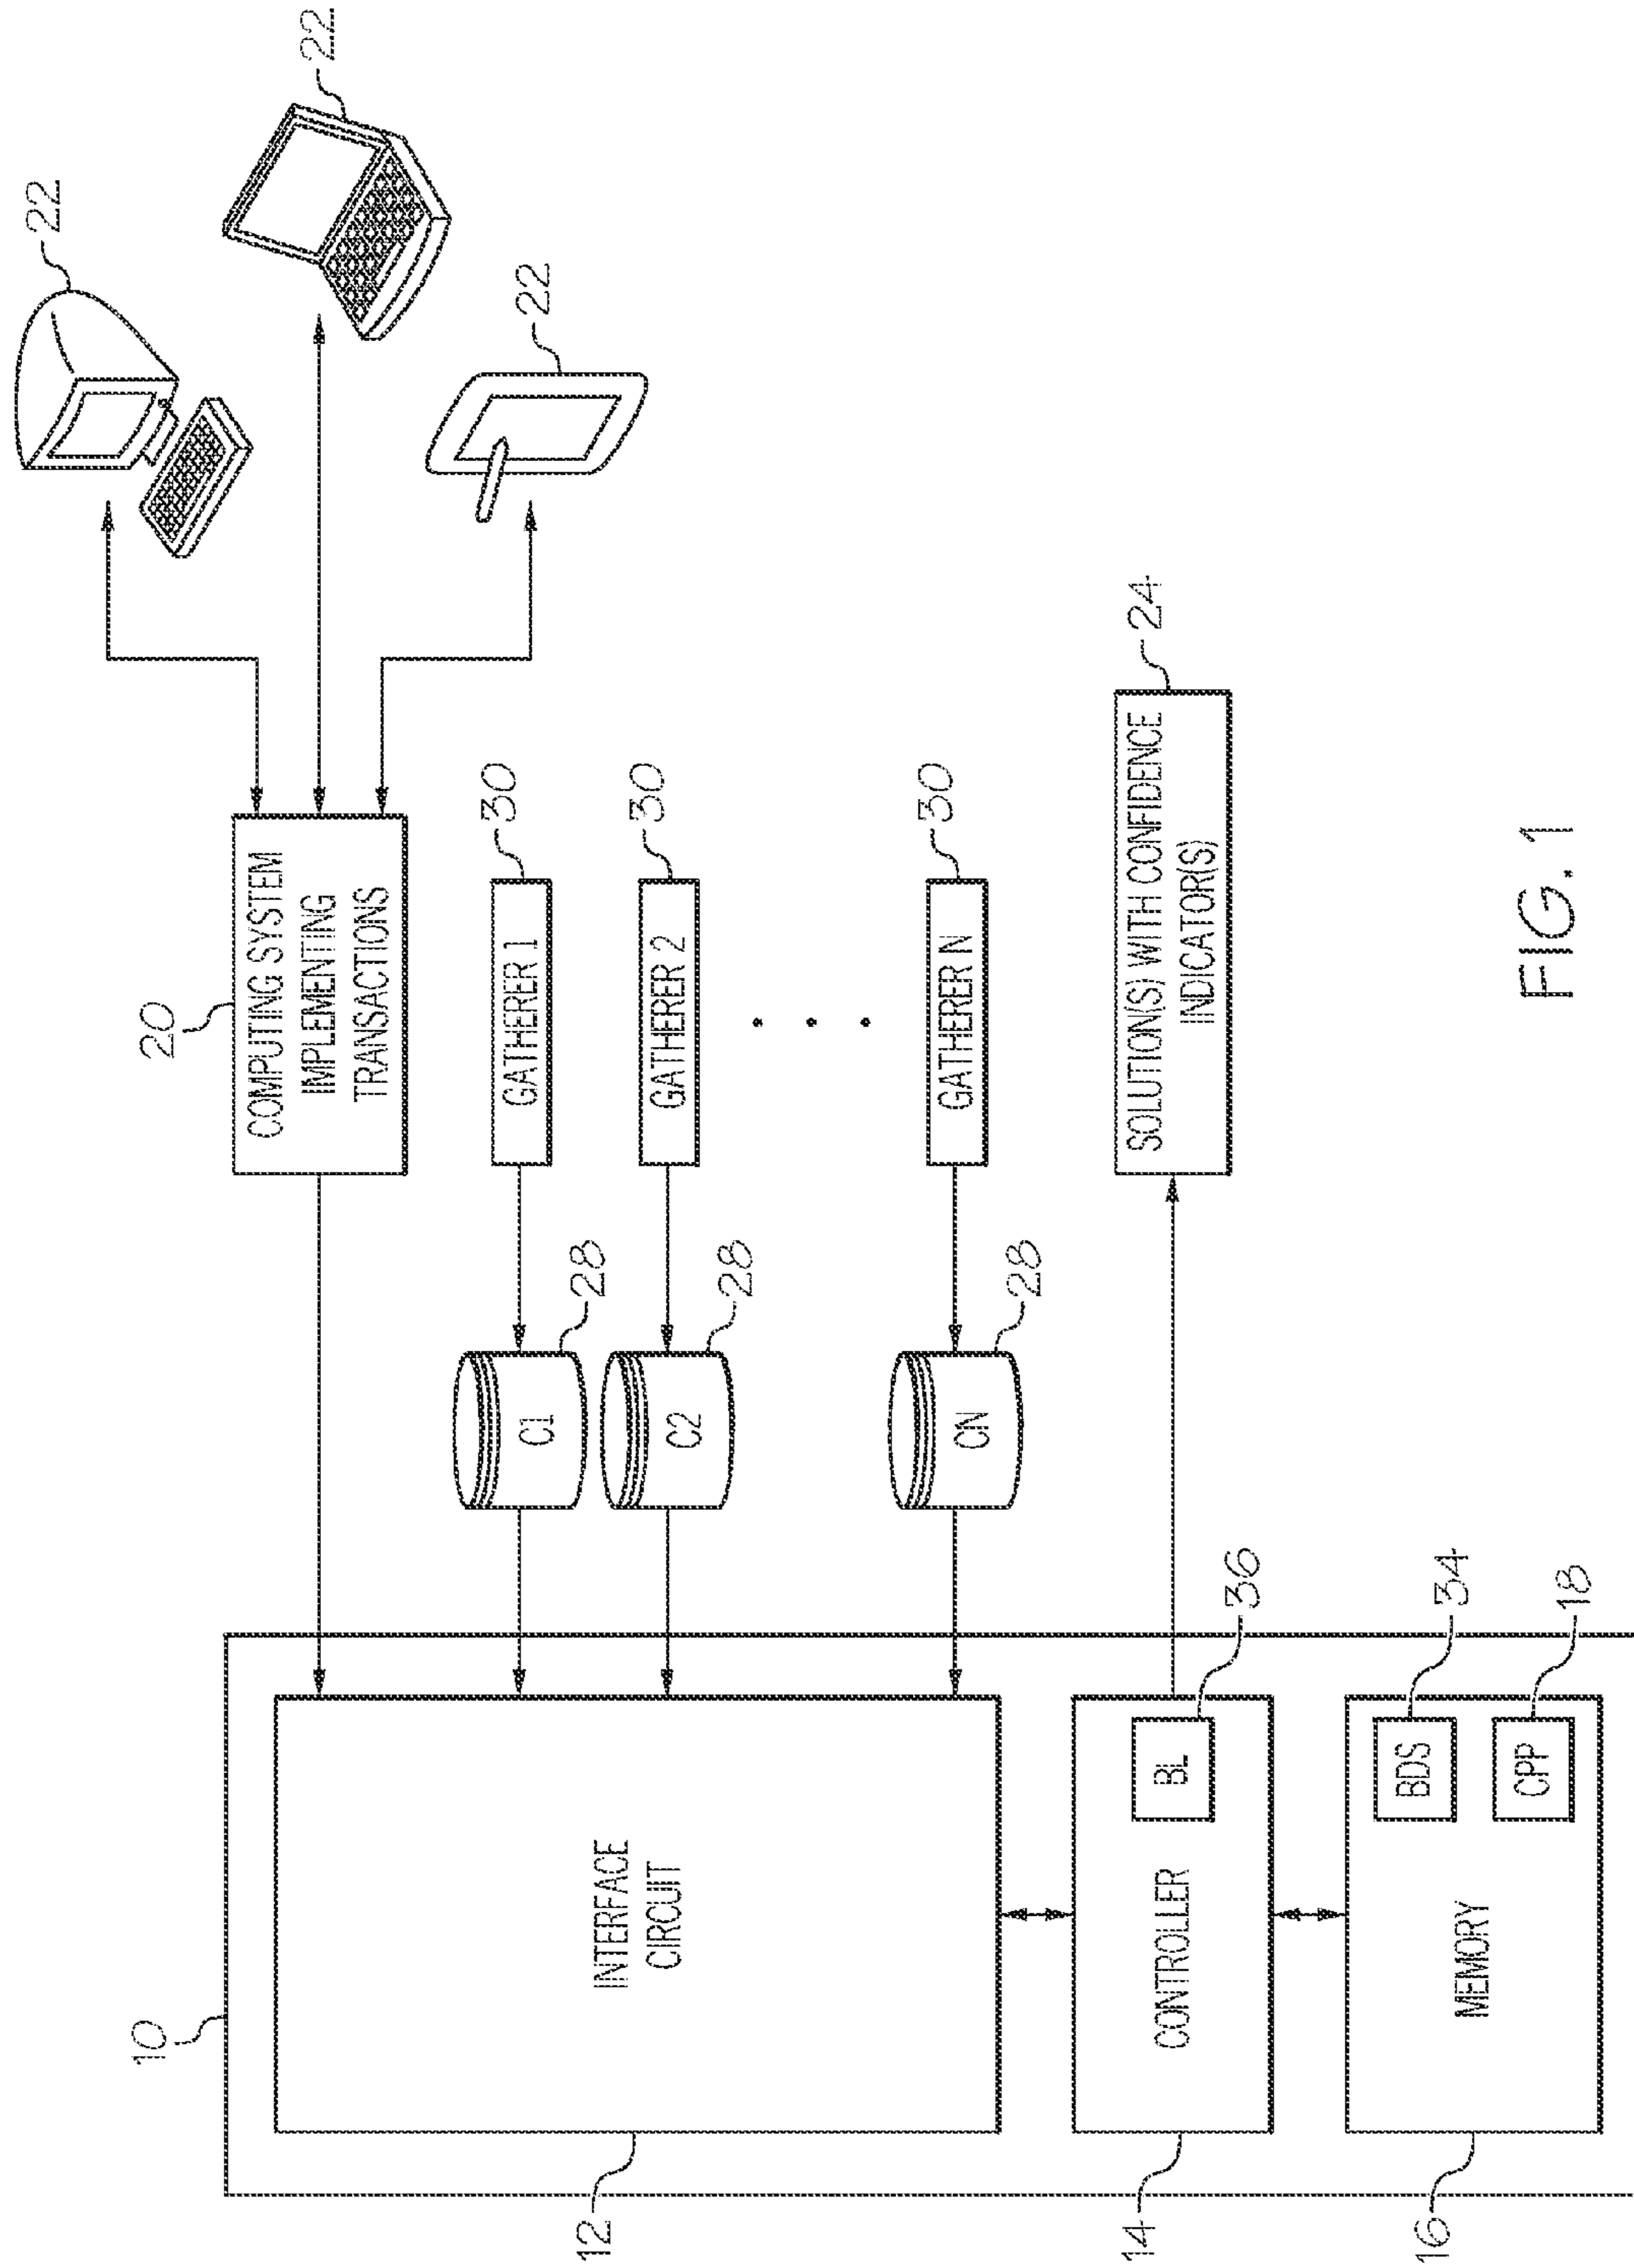 10
12
INTERFACE
CIRCUIT
14
CONTROLLER
BL
36
16
MEMORY
BDS
34
CPP
18
20
COMPUTING SYSTEM
IMPLEMENTING
TRANSACTIONS
22
22
22
C1
28
GATHERER 1
30
C2
28
GATHERER 2
30
CN
28
GATHERER N
30
SOLUTION(S) WITH CONFIDENCE
INDICATOR(S)
24
FIG. 1